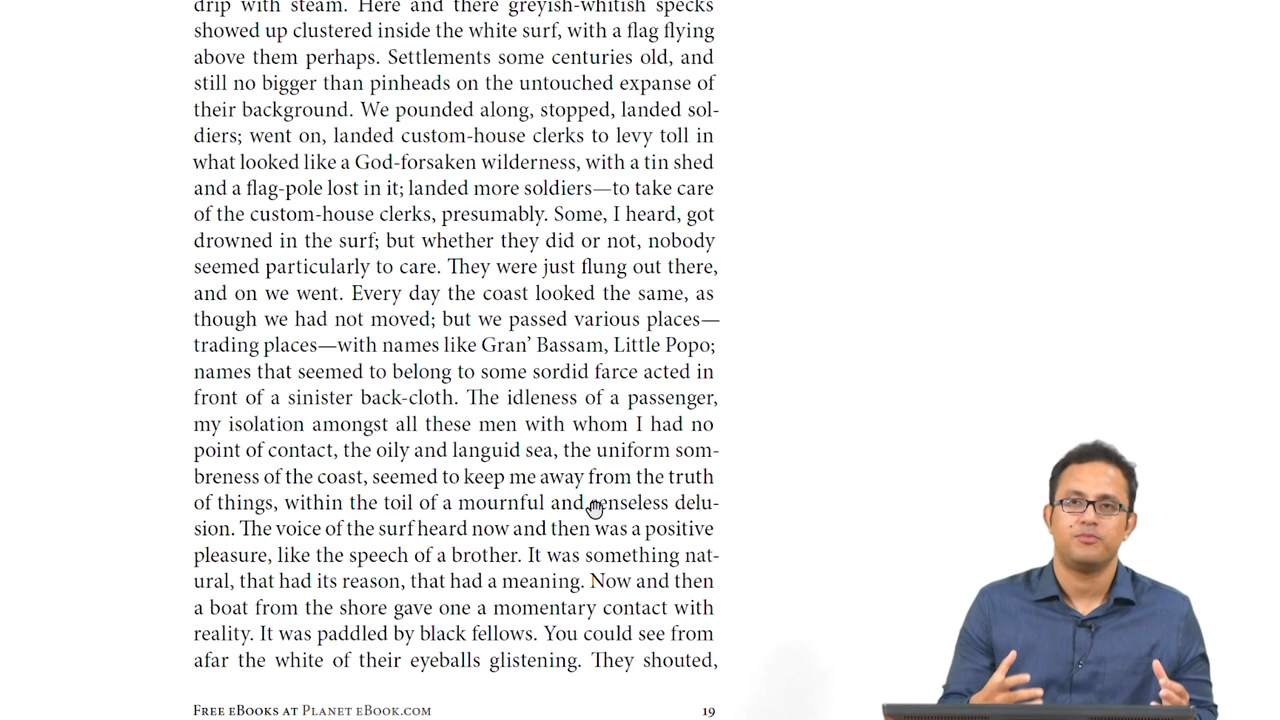 drip with steam. Here and there greyish-whitish specks
showed up clustered inside the white surf, with a flag flying
above them perhaps. Settlements some centuries old, and
still no bigger than pinheads on the untouched expanse of
their background. We pounded along, stopped, landed sol-
diers; went on, landed custom-house clerks to levy toll in
what looked like a God-forsaken wilderness, with a tin shed
and a flag-pole lost in it; landed more soldiers—to take care
of the custom-house clerks, presumably. Some, I heard, got
drowned in the surf; but whether they did or not, nobody
seemed particularly to care. They were just flung out there,
and on we went. Every day the coast looked the same, as
though we had not moved; but we passed various places—
trading places—with names like Gran’ Bassam, Little Popo;
names that seemed to belong to some sordid farce acted in
front of a sinister back-cloth. The idleness of a passenger,
my isolation amongst all these men with whom I had no
point of contact, the oily and languid sea, the uniform som-
breness of the coast, seemed to keep me away from the truth
of things, within the toil of a mournful and senseless delu-
sion. The voice of the surf heard now and then was a positive
pleasure, like the speech of a brother. It was something nat-
ural, that had its reason, that had a meaning. Now and then
a boat from the shore gave one a momentary contact with
reality. It was paddled by black fellows. You could see from
afar the white of their eyeballs glistening. They shouted,
Free eBooks at Planet eBook.com 19